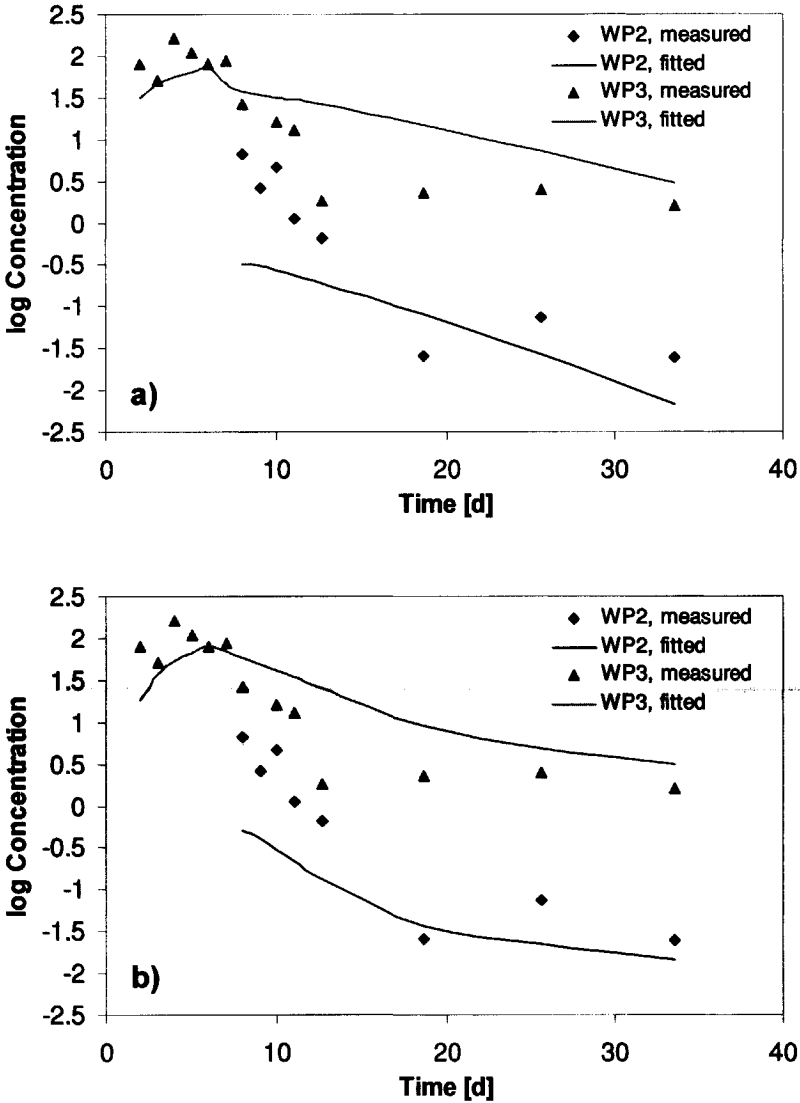 2.5
2
1.5
1
0.5
0
-0.5
-1
-1.5
-2
-2.5
log Concentration
WP2, measured
WP2, fitted
WP3, measured
WP3, fitted
a)
0 10 20 30 40
Time [d]
2.5
2
1.5
1
0.5
0
-0.5
-1
-1.5
-2
-2.5
log Concentration
WP2, measured
WP2, fitted
WP3, measured
WP3, fitted
b)
0 10 20 30 40
Time [d]